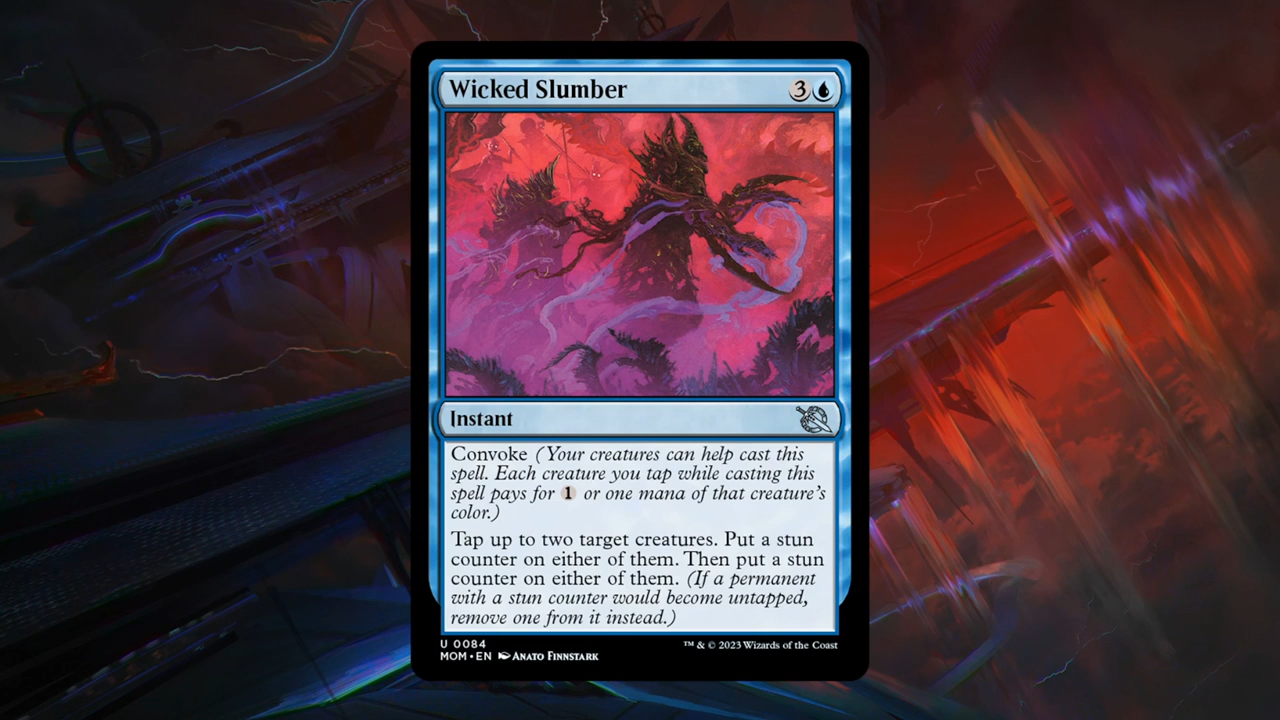 Wicked Slumber 3
Instant
Convoke (Your creatures can help cast this
spell. Each creature you tap while casting this
spell pays for 1 or one mana of that creature's
color.)
Tap up to two target creatures. Put a stun
counter on either of them. Then put a stun
counter on either of them. (If a permanent
with a stun counter would become untapped,
remove one from it instead.)
U 0084 ™ & © 2023 Wizards of the Coast
MOM • EN Anato Finnstark